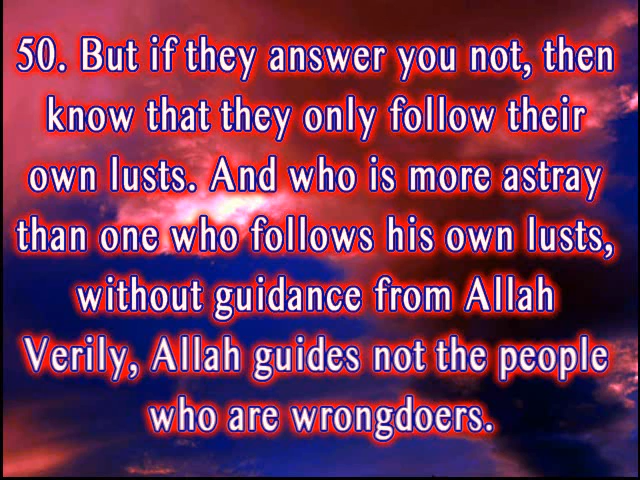 50. But if they answer you not, then
know that they only follow their
own lusts. And who is more astray
than one who follows his own lusts,
without guidance from Allah
Verily, Allah guides not the people
who are wrongdoers.